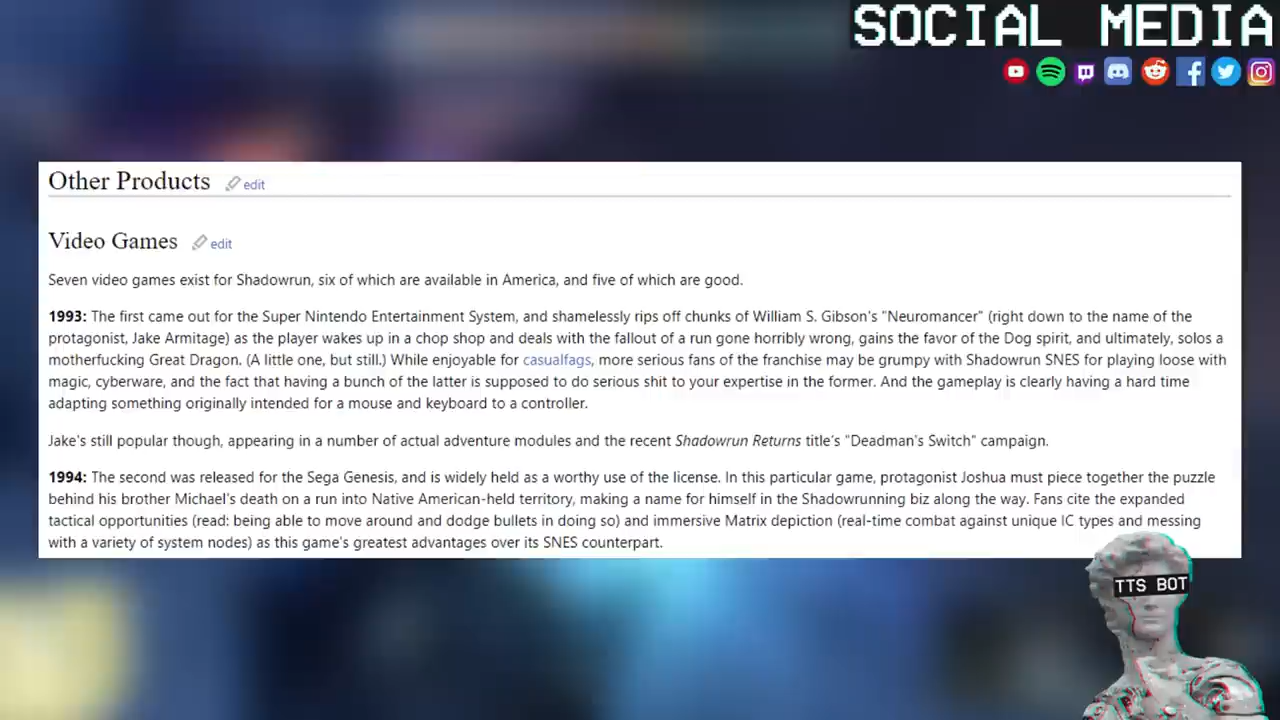 SOCIAL MEDIA
Other Products edit
Video Games edit
Seven video games exist for Shadowrun, six of which are available in America, and five of which are good.
1993: The first came out for the Super Nintendo Entertainment System, and shamelessly rips off chunks of William S. Gibson's "Neuromancer" (right down to the name of the
protagonist, Jake Armitage) as the player wakes up in a chop shop and deals with the fallout of a run gone horribly wrong, gains the favor of the Dog spirit, and ultimately, solos a
motherfucking Great Dragon. (A little one, but still.) While enjoyable for casualfags, more serious fans of the franchise may be grumpy with Shadowrun SNES for playing loose with
magic, cyberware, and the fact that having a bunch of the latter is supposed to do serious shit to your expertise in the former. And the gameplay is clearly having a hard time
adapting something originally intended for a mouse and keyboard to a controller.
Jake's still popular though, appearing in a number of actual adventure modules and the recent Shadowrun Returns title's "Deadman's Switch" campaign.
1994: The second was released for the Sega Genesis, and is widely held as a worthy use of the license. In this particular game, protagonist Joshua must piece together the puzzle
behind his brother Michael's death on a run into Native American-held territory, making a name for himself in the Shadowrunning biz along the way. Fans cite the expanded
tactical opportunities (read: being able to move around and dodge bullets in doing so) and immersive Matrix depiction (real-time combat against unique IC types and messing
with a variety of system nodes) as this game's greatest advantages over its SNES counterpart.
TTS BOT